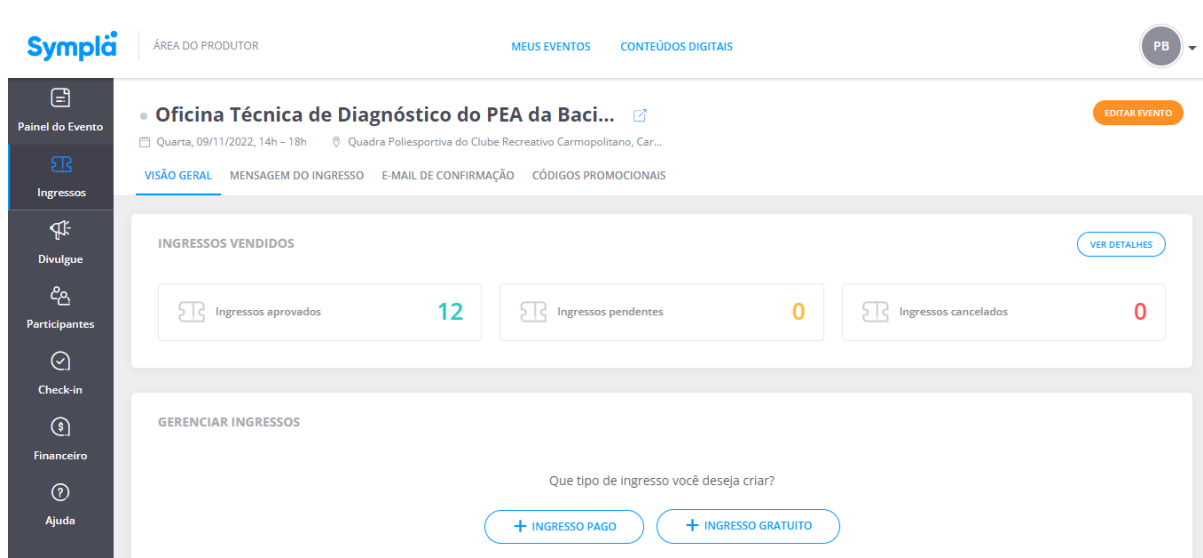 Sympla
ÁREA DO PRODUTOR
MEUS EVENTOS
CONTEÚDOS DIGITAIS
PB
Painel do Evento
Ingressos
Divulgue
Participantes
Check-in
Financeiro
Ajuda
Oficina Técnica de Diagnóstico do PEA da Baci...
EDITAR EVENTO
Quarta, 09/11/2022, 14h – 18h
Quadra Poliesportiva do Clube Recreativo Carmopolitano, Car...
VISÃO GERAL
MENSAGEM DO INGRESSO
E-MAIL DE CONFIRMAÇÃO
CÓDIGOS PROMOCIONAIS
INGRESSOS VENDIDOS
VER DETALHES
Ingressos aprovados 12
Ingressos pendentes 0
Ingressos cancelados 0
GERENCIAR INGRESSOS
Que tipo de ingresso você deseja criar?
+ INGRESSO PAGO
+ INGRESSO GRATUITO